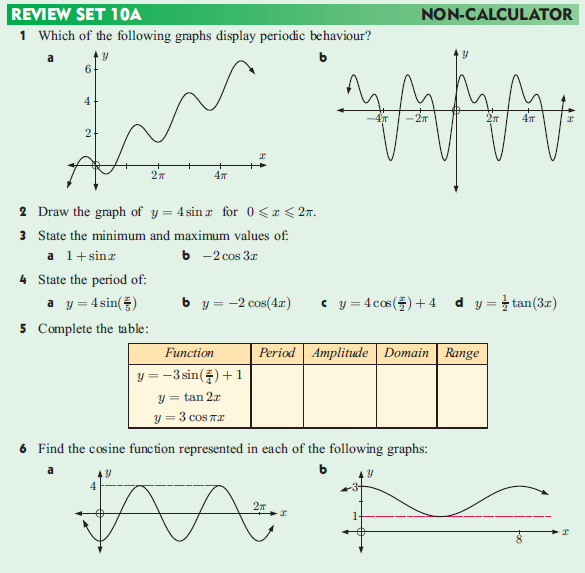 REVIEW SET 10A NON-CALCULATOR
1 Which of the following graphs display periodic behaviour?
a
y
6
4
2
2π
4π
x
b
y
−4π
−2π
2π
4π
x
2 Draw the graph of y = 4 sin x for 0 ⩽ x ⩽ 2π.
3 State the minimum and maximum values of:
a 1 + sin x b −2 cos 3x
4 State the period of:
a y = 4 sin(x/5) b y = −2 cos(4x) c y = 4 cos(x/2) + 4 d y = 1/2 tan(3x)
5 Complete the table:
Function Period Amplitude Domain Range
y = −3 sin(x/4) + 1
y = tan 2x
y = 3 cos πx
6 Find the cosine function represented in each of the following graphs:
a
y
4
2π
x
b
y
3
1
8
x